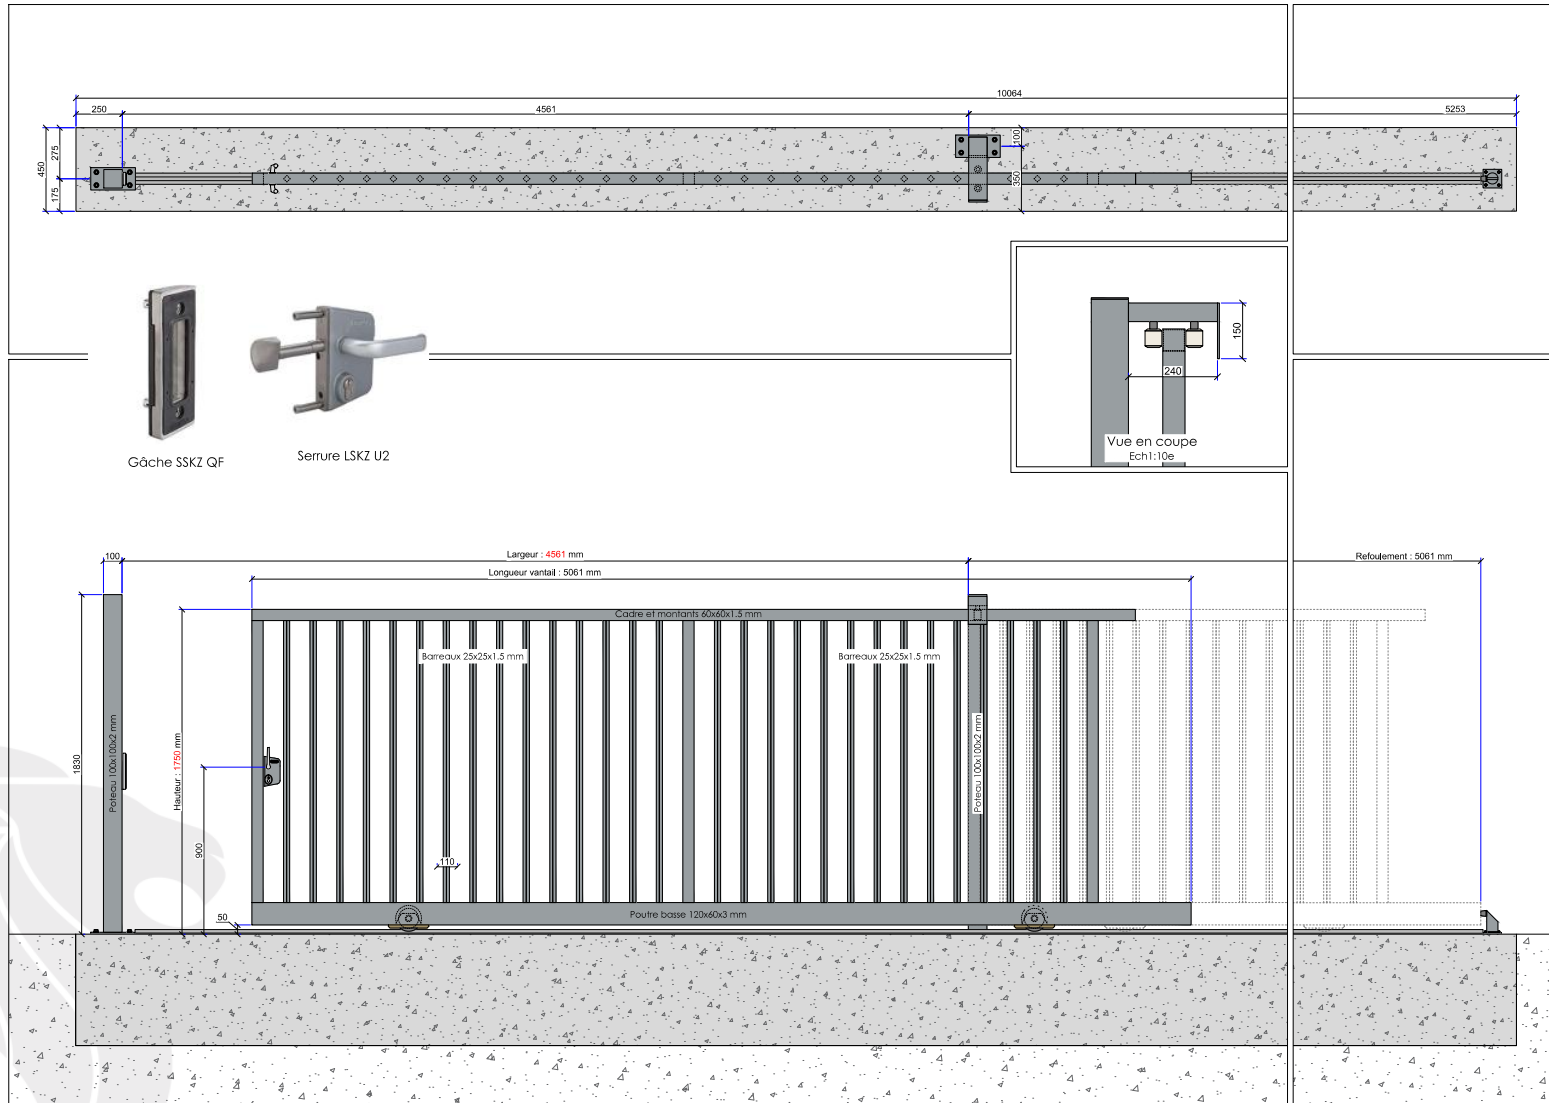 10064
250
4561
5253
450
275
175
100
350
150
240
Vue en coupe
Ech1:10e
Gâche SSKZ QF
Serrure LSKZ U2
100
Largeur : 4561 mm
Refoulement : 5061 mm
Longueur vantail : 5061 mm
Cadre et montants 60x60x1.5 mm
Barreaux 25x25x1.5 mm
Barreaux 25x25x1.5 mm
1830
Poteau 100x100x2 mm
Hauteur : 1750 mm
Poteau 100x100x2 mm
900
110
50
Poutre basse 120x60x3 mm